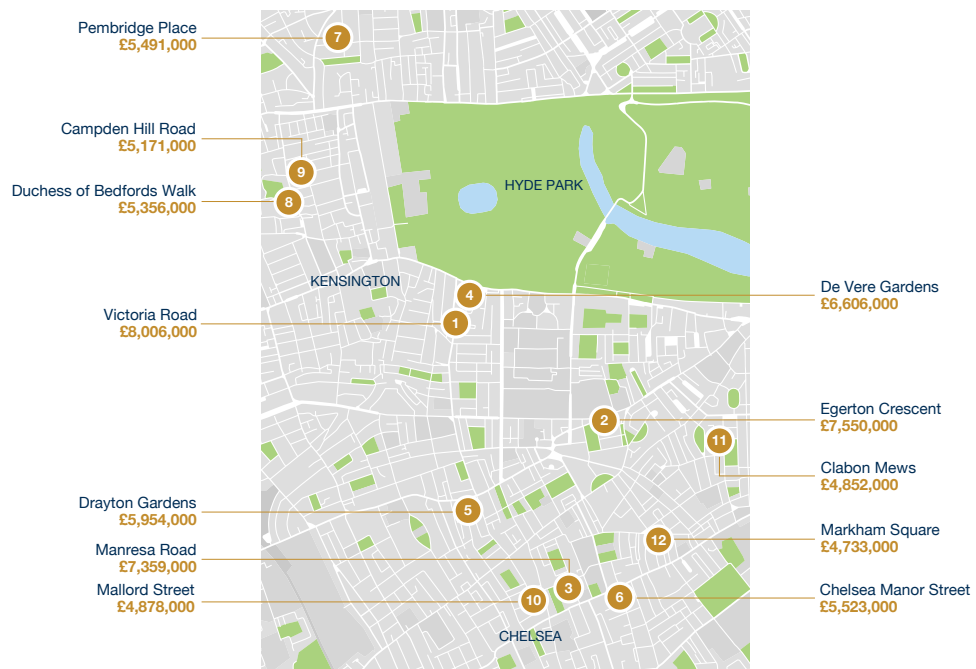 Pembridge Place
£5,491,000
7
Campden Hill Road
£5,171,000
9
Duchess of Bedfords Walk
£5,356,000
8
HYDE PARK
KENSINGTON
4
De Vere Gardens
£6,606,000
Victoria Road
£8,006,000
1
Egerton Crescent
£7,550,000
2
11
Clabon Mews
£4,852,000
Drayton Gardens
£5,954,000
5
Markham Square
£4,733,000
12
Manresa Road
£7,359,000
3
Mallord Street
£4,878,000
10
6
Chelsea Manor Street
£5,523,000
CHELSEA